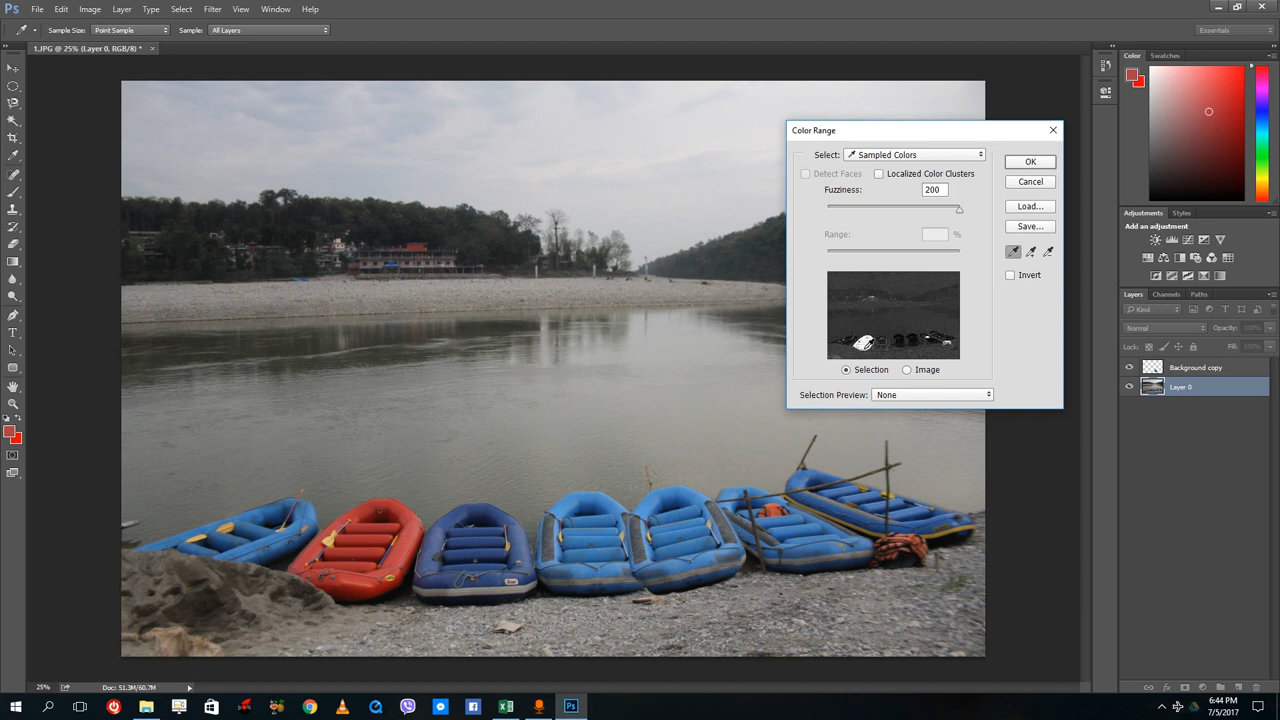 Ps File Edit Image Layer Type Select Filter View Window Help
Sample Size: Point Sample Sample: All Layers Essentials
1.JPG @ 25% (Layer 0, RGB/8) *
Color Swatches
Color Range
Select: Sampled Colors OK
Detect Faces Localized Color Clusters
Cancel
Fuzziness: 200
Load...
Save...
Range: %
Invert
Selection Image
Selection Preview: None
Adjustments Styles
Add an adjustment
Layers Channels Paths
Kind
Normal Opacity: 100%
Lock: Fill: 100%
Background copy
Layer 0
25% Doc: 51.3M/60.7M
6:44 PM
7/5/2017